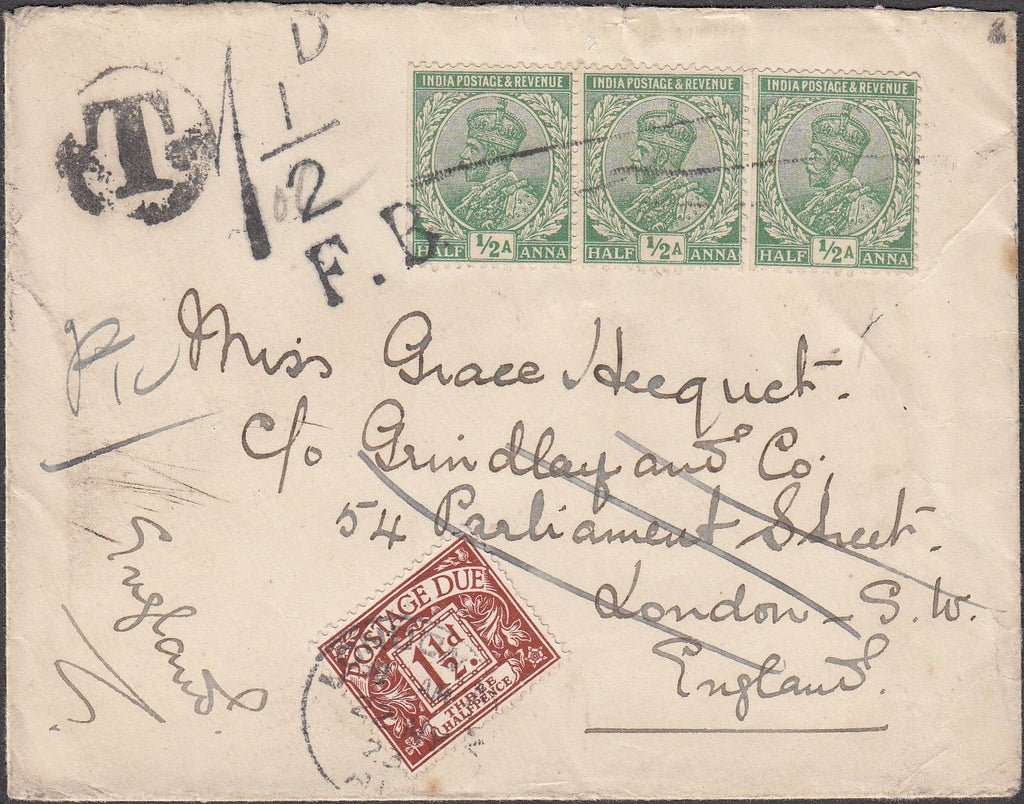 T
1 1/2 D
F. B.
INDIA POSTAGE & REVENUE INDIA POSTAGE & REVENUE INDIA POSTAGE & REVENUE
HALF 1/2A ANNA HALF 1/2A ANNA HALF 1/2A ANNA
Miss Grace Hecquet.
c/o Grindlay and Co.
54 Parliament Street.
London - S. W.
England.
England
POSTAGE DUE
1½d.
THREE
HALFPENCE